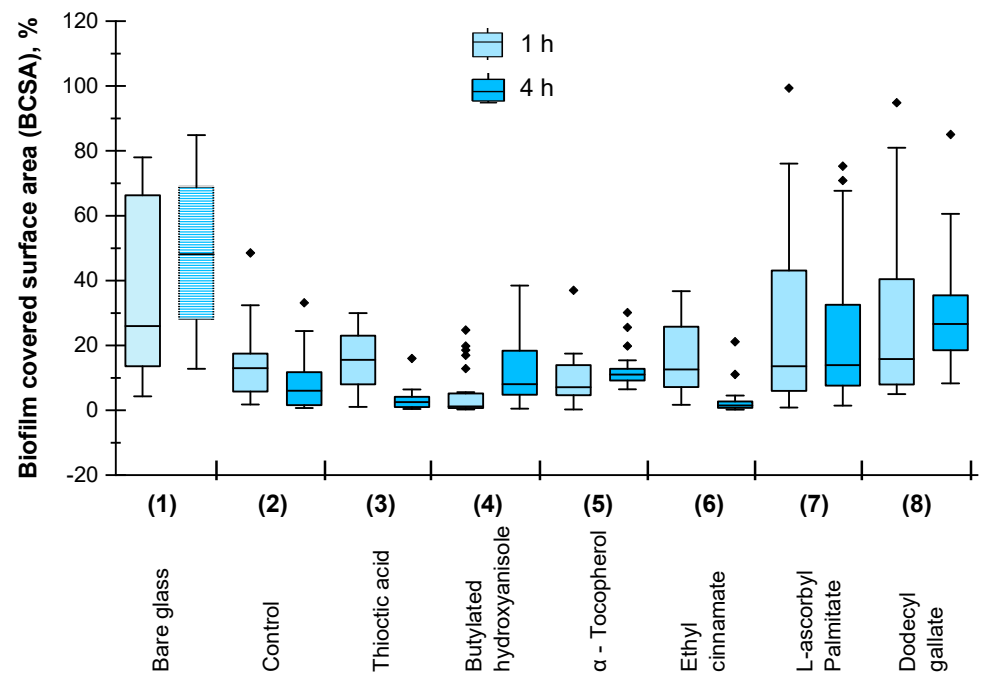 Biofilm covered surface area (BCSA), %
120
100
80
60
40
20
0
-20
1 h
4 h
(1)
(2)
(3)
(4)
(5)
(6)
(7)
(8)
Bare glass
Control
Thioctic acid
Butylated
hydroxyanisole
α - Tocopherol
Ethyl
cinnamate
L-ascorbyl
Palmitate
Dodecyl
gallate